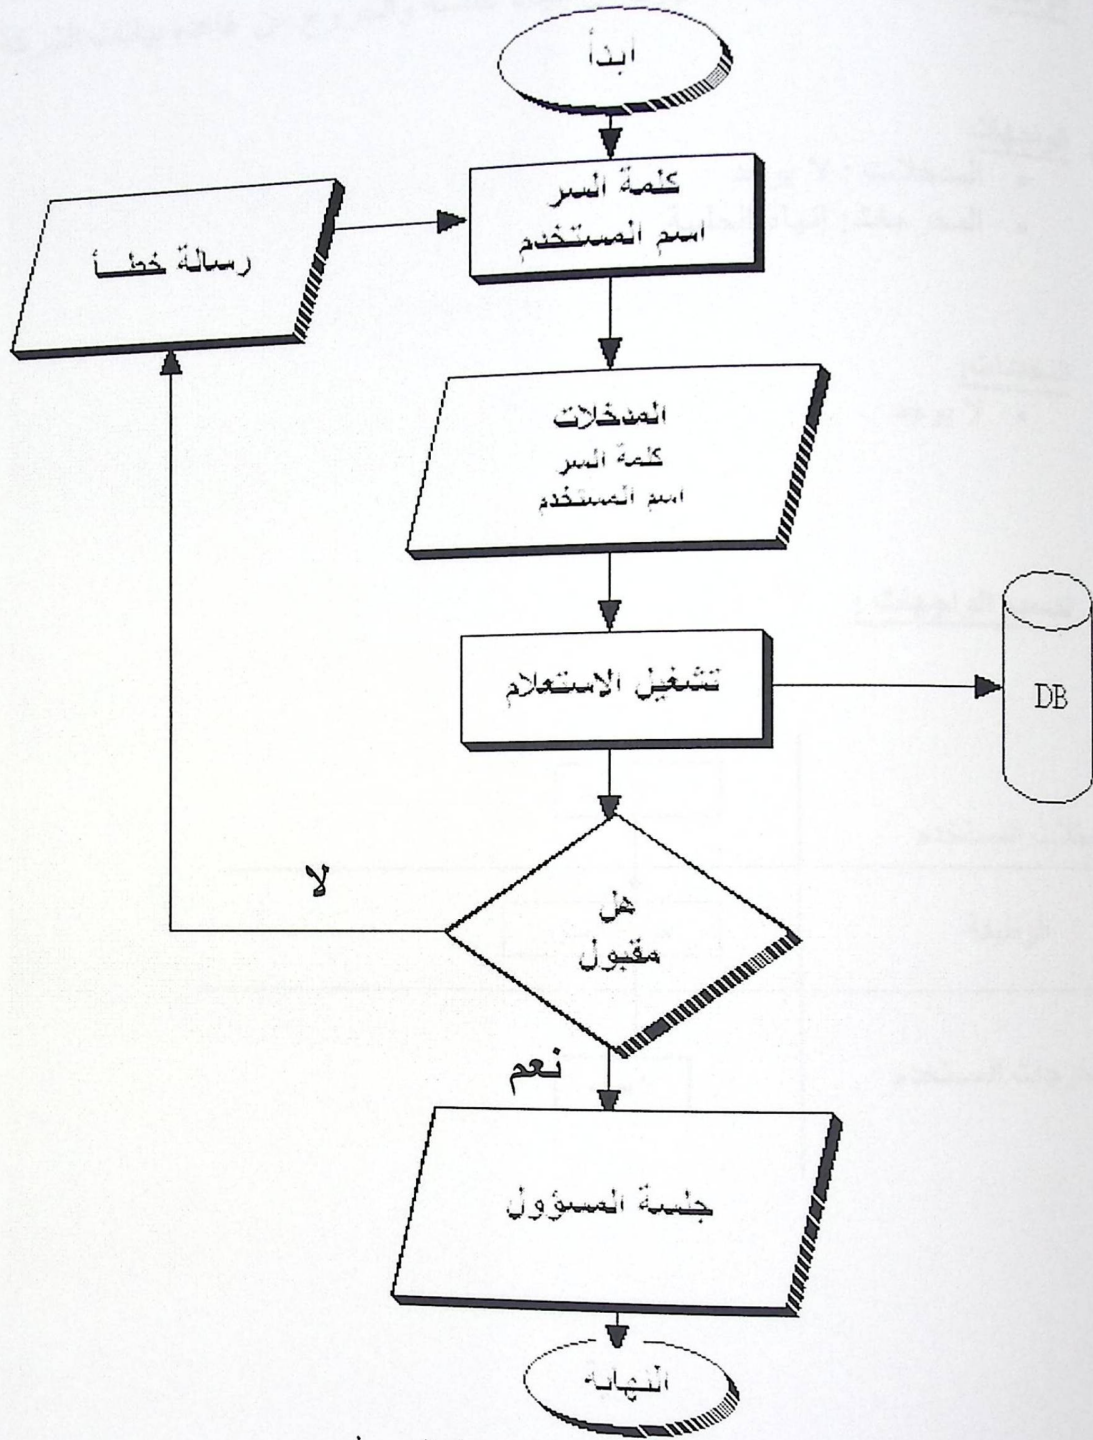 ابدأ
كلمة السر
اسم المستخدم
رسالة خطأ
المدخلات
كلمة السر
اسم المستخدم
تشغيل الاستعلام
DB
هل
مقبول
لا
نعم
جلسة المسؤول
النهاية